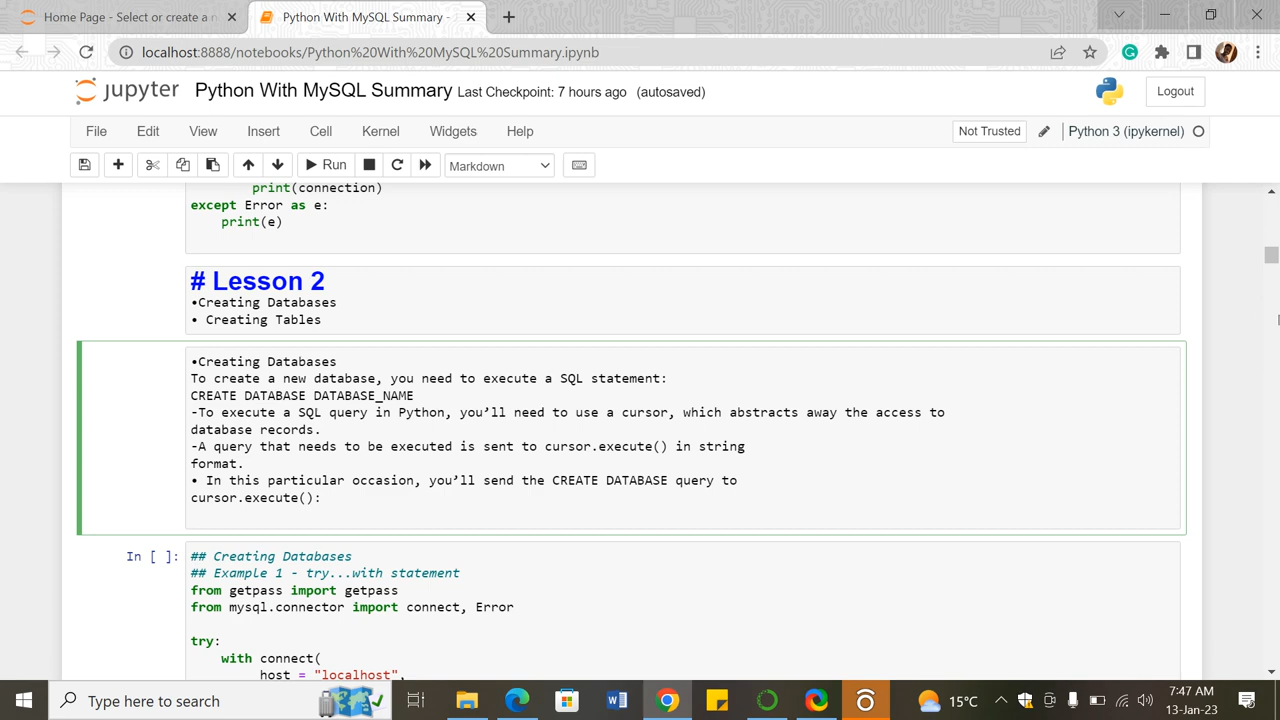 Home Page - Select or create a n
Python With MySQL Summary - J
localhost:8888/notebooks/Python%20With%20MySQL%20Summary.ipynb
jupyter
Python With MySQL Summary Last Checkpoint: 7 hours ago (autosaved)
Logout
File Edit View Insert Cell Kernel Widgets Help
Not Trusted
Python 3 (ipykernel)
Run
Markdown
print(connection)
except Error as e:
print(e)
# Lesson 2
•Creating Databases
• Creating Tables
•Creating Databases
To create a new database, you need to execute a SQL statement:
CREATE DATABASE DATABASE_NAME
-To execute a SQL query in Python, you’ll need to use a cursor, which abstracts away the access to
database records.
-A query that needs to be executed is sent to cursor.execute() in string
format.
• In this particular occasion, you’ll send the CREATE DATABASE query to
cursor.execute():
In [ ]:
## Creating Databases
## Example 1 - try...with statement
from getpass import getpass
from mysql.connector import connect, Error
try:
with connect(
host = "localhost",
Type here to search
15°C
7:47 AM
13-Jan-23